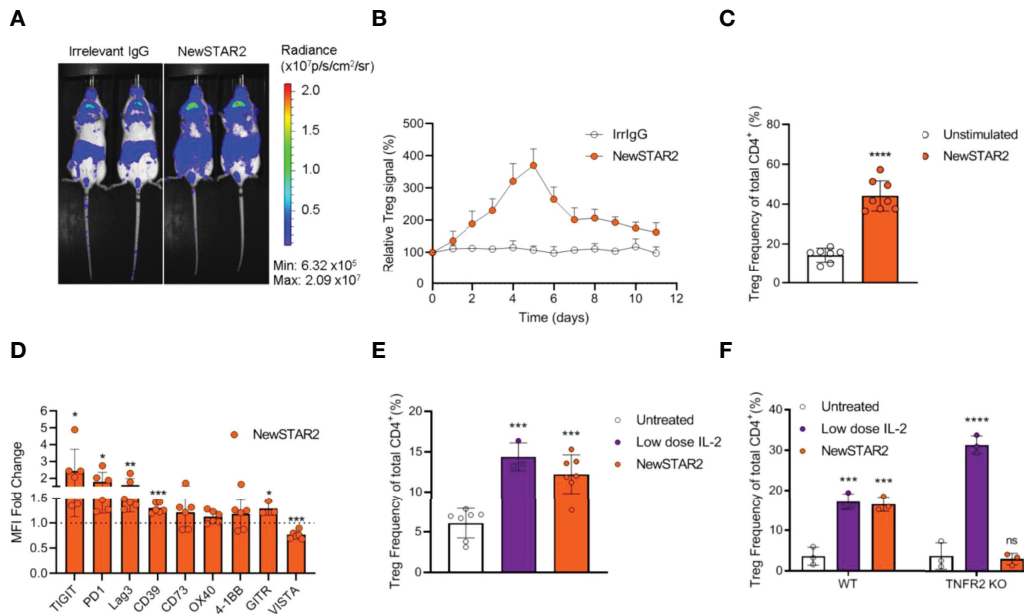 A
Irrelevant IgG
NewSTAR2
Radiance
(x10⁷p/s/cm²/sr)
2.0
1.5
1.0
0.5
Min: 6.32 x10⁵
Max: 2.09 x10⁷
B
IrrIgG
NewSTAR2
Relative Treg signal (%)
500
400
300
200
100
0
0 2 4 6 8 10 12
Time (days)
C
Unstimulated
NewSTAR2
Treg Frequency of total CD4⁺ (%)
80
60
40
20
0
****
D
NewSTAR2
MFI Fold Change
6
5
4
3
2
1
1.5
1.0
0.5
0.0
* * ** *** * ***
TIGIT PD1 Lag3 CD39 CD73 OX40 4-1BB GITR VISTA
E
Untreated
Low dose IL-2
NewSTAR2
Treg Frequency of total CD4⁺(%)
20
15
10
5
0
*** ***
F
Untreated
Low dose IL-2
NewSTAR2
Treg Frequency of total CD4⁺(%)
40
30
20
10
0
*** *** **** ns
WT TNFR2 KO